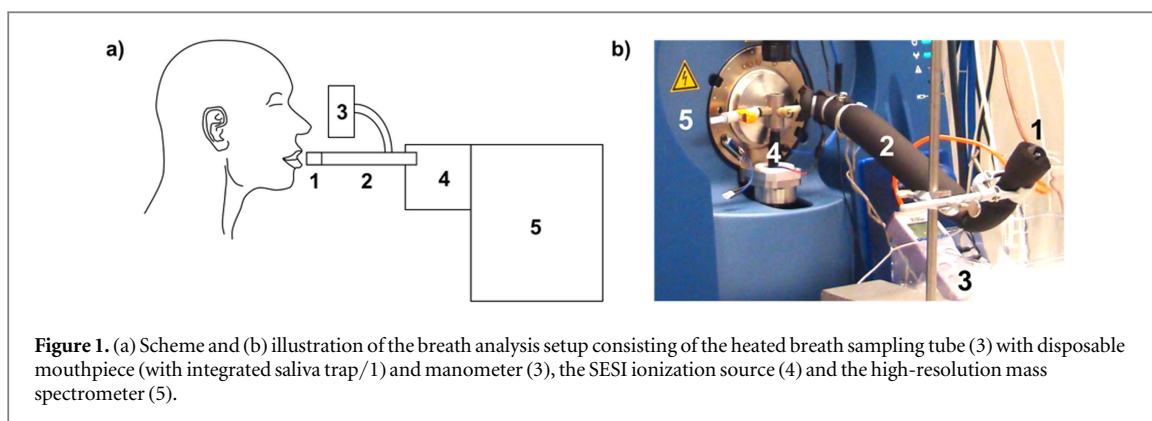 a)
3
1
2
4
5
b)
5
4
2
1
3
Figure 1. (a) Scheme and (b) illustration of the breath analysis setup consisting of the heated breath sampling tube (3) with disposable
mouthpiece (with integrated saliva trap/1) and manometer (3), the SESI ionization source (4) and the high-resolution mass
spectrometer (5).